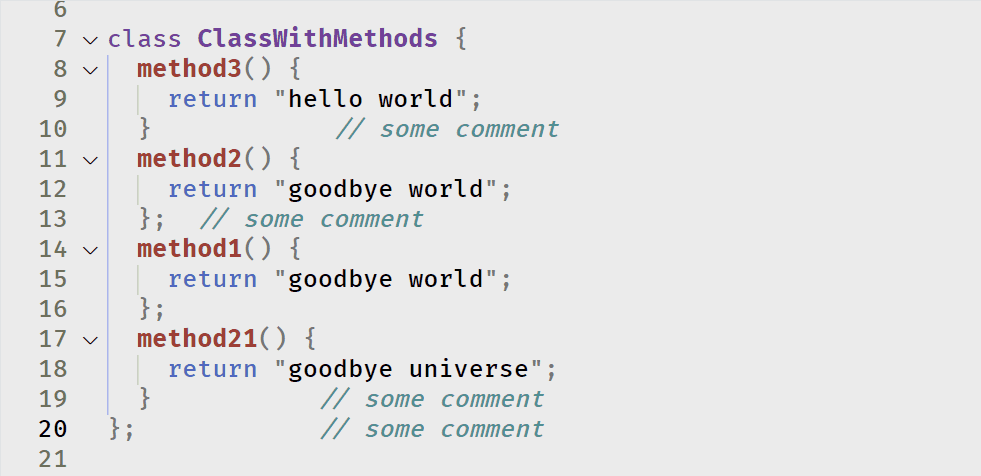 6
7 class ClassWithMethods {
8   method3() {
9     return "hello world";
10   }             // some comment
11   method2() {
12     return "goodbye world";
13   };  // some comment
14   method1() {
15     return "goodbye world";
16   };
17   method21() {
18     return "goodbye universe";
19   }            // some comment
20 };             // some comment
21